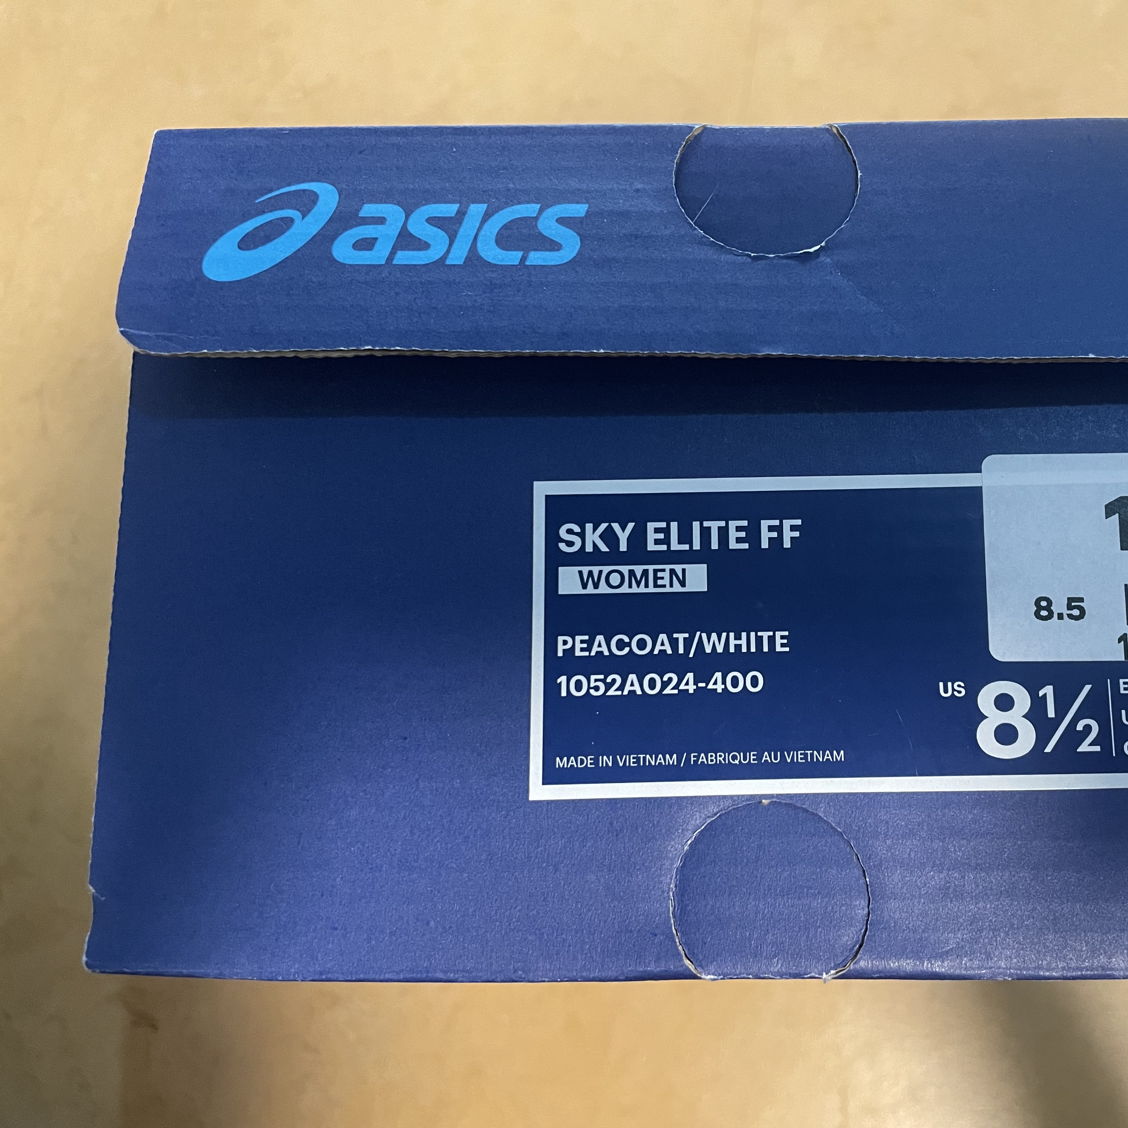 asics
SKY ELITE FF
WOMEN
PEACOAT/WHITE
1052A024-400
8.5
US 8½
MADE IN VIETNAM / FABRIQUE AU VIETNAM